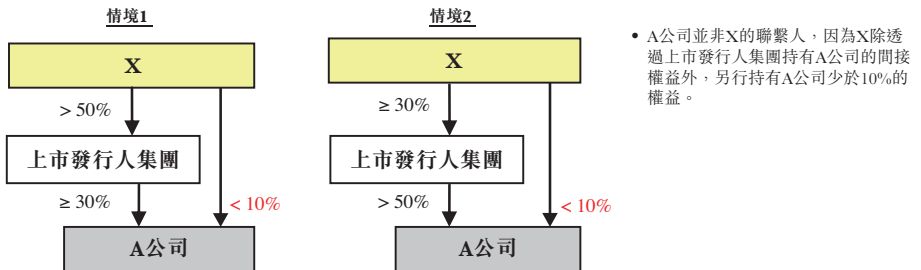 情境1
X
> 50%
上市發行人集團
≥ 30%
< 10%
A公司
情境2
X
≥ 30%
上市發行人集團
> 50%
< 10%
A公司
• A公司並非X的聯繫人，因為X除透
過上市發行人集團持有A公司的間接
權益外，另行持有A公司少於10%的
權益。